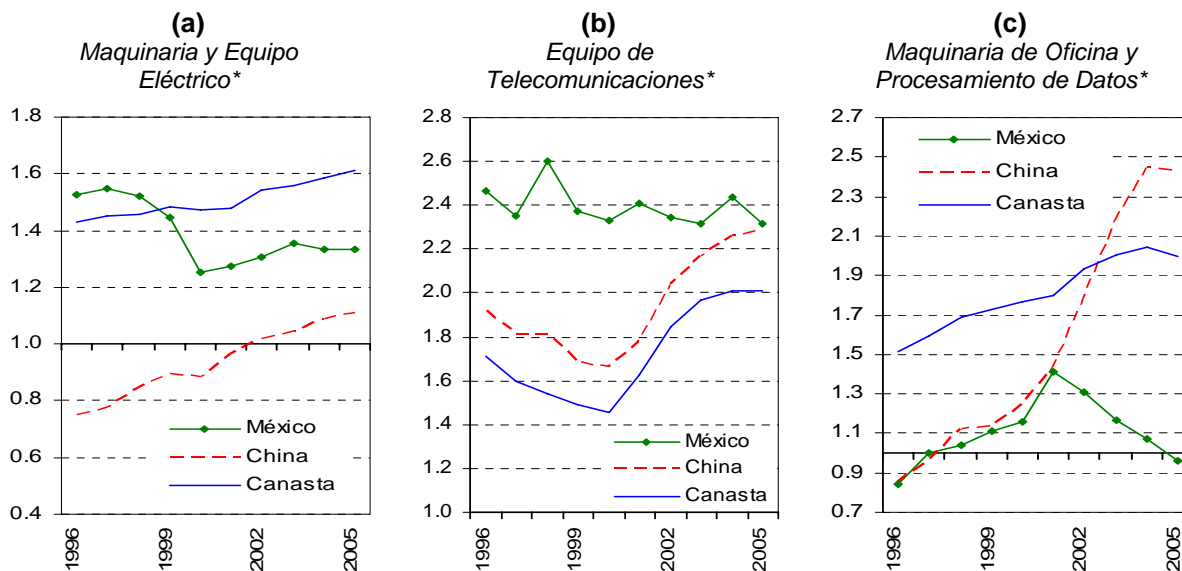 (a)
Maquinaria y Equipo
Eléctrico*
1.8
1.6
1.4
1.2
1.0
0.8
0.6
0.4
México
China
Canasta
1996
1999
2002
2005
(b)
Equipo de
Telecomunicaciones*
2.8
2.6
2.4
2.2
2.0
1.8
1.6
1.4
1.2
1.0
México
China
Canasta
1996
1999
2002
2005
(c)
Maquinaria de Oficina y
Procesamiento de Datos*
2.7
2.5
2.3
2.1
1.9
1.7
1.5
1.3
1.1
0.9
0.7
México
China
Canasta
1996
1999
2002
2005